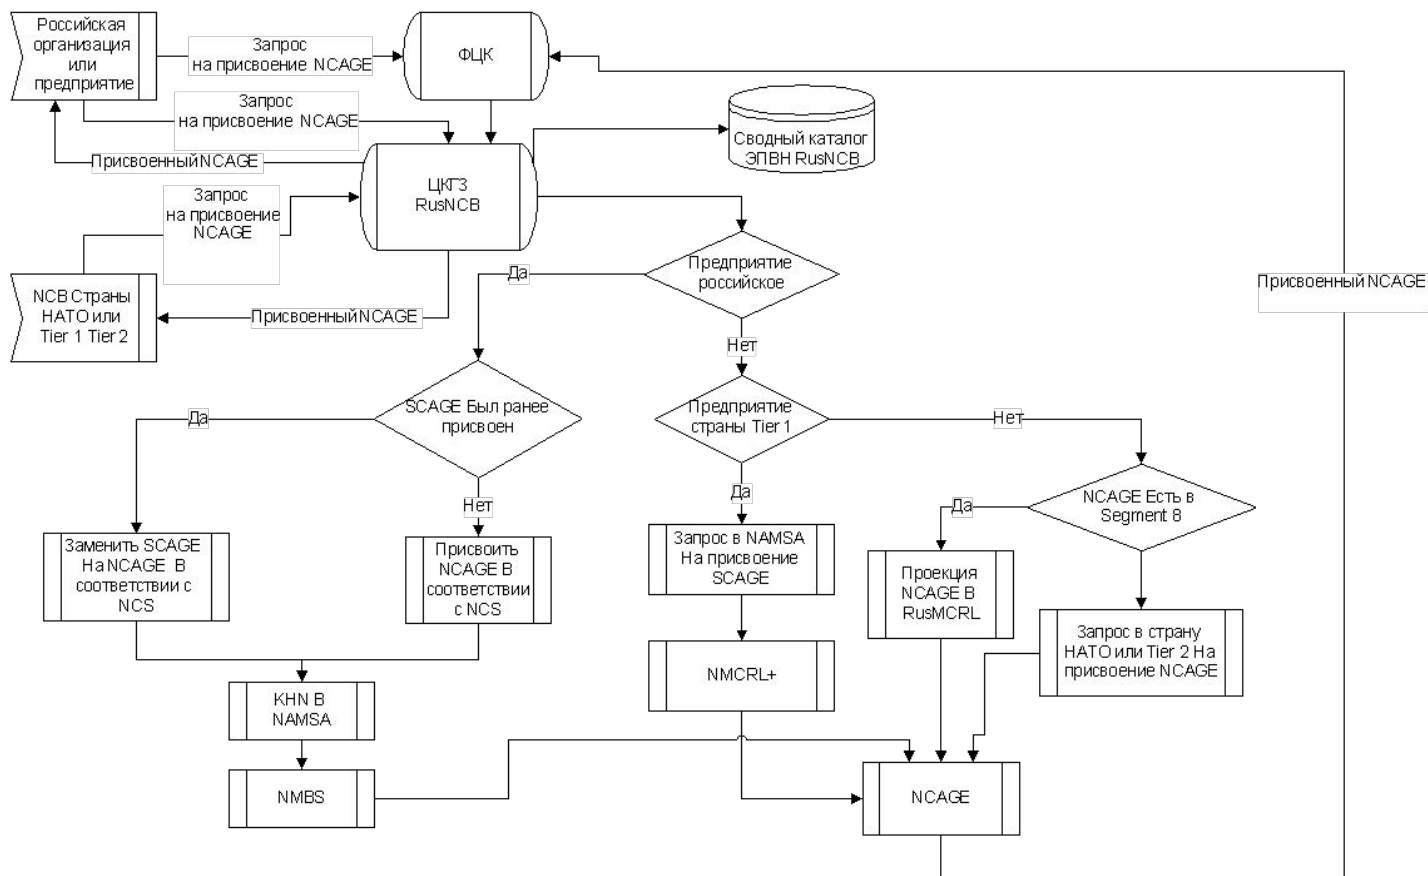 Российская
организация
или
предприятие
Запрос
на присвоение NCAGE
ФЦК
Запрос
на присвоение NCAGE
Присвоенный NCAGE
Сводный каталог
ЭПВН RusNCB
ЦКГЗ
RusNCB
Запрос
на присвоение
NCAGE
NCB Страны
НАТО или
Tier 1 Tier 2
Присвоенный NCAGE
Да
Предприятие
российское
Присвоенный NCAGE
Нет
SCAGE Был ранее
присвоен
Да
Предприятие
страны Tier 1
Нет
Нет
Да
NCAGE Есть в
Segment 8
Да
Заменить SCAGE
На NCAGE В
соответствии с
NCS
Присвоить
NCAGE В
соответствии
с NCS
Запрос в NAMSA
На присвоение
SCAGE
Проекция
NCAGE В
RusMCRL
Запрос в страну
НАТО или Tier 2 На
присвоение NCAGE
KHN В
NAMSA
NMCRL+
NMBS
NCAGE